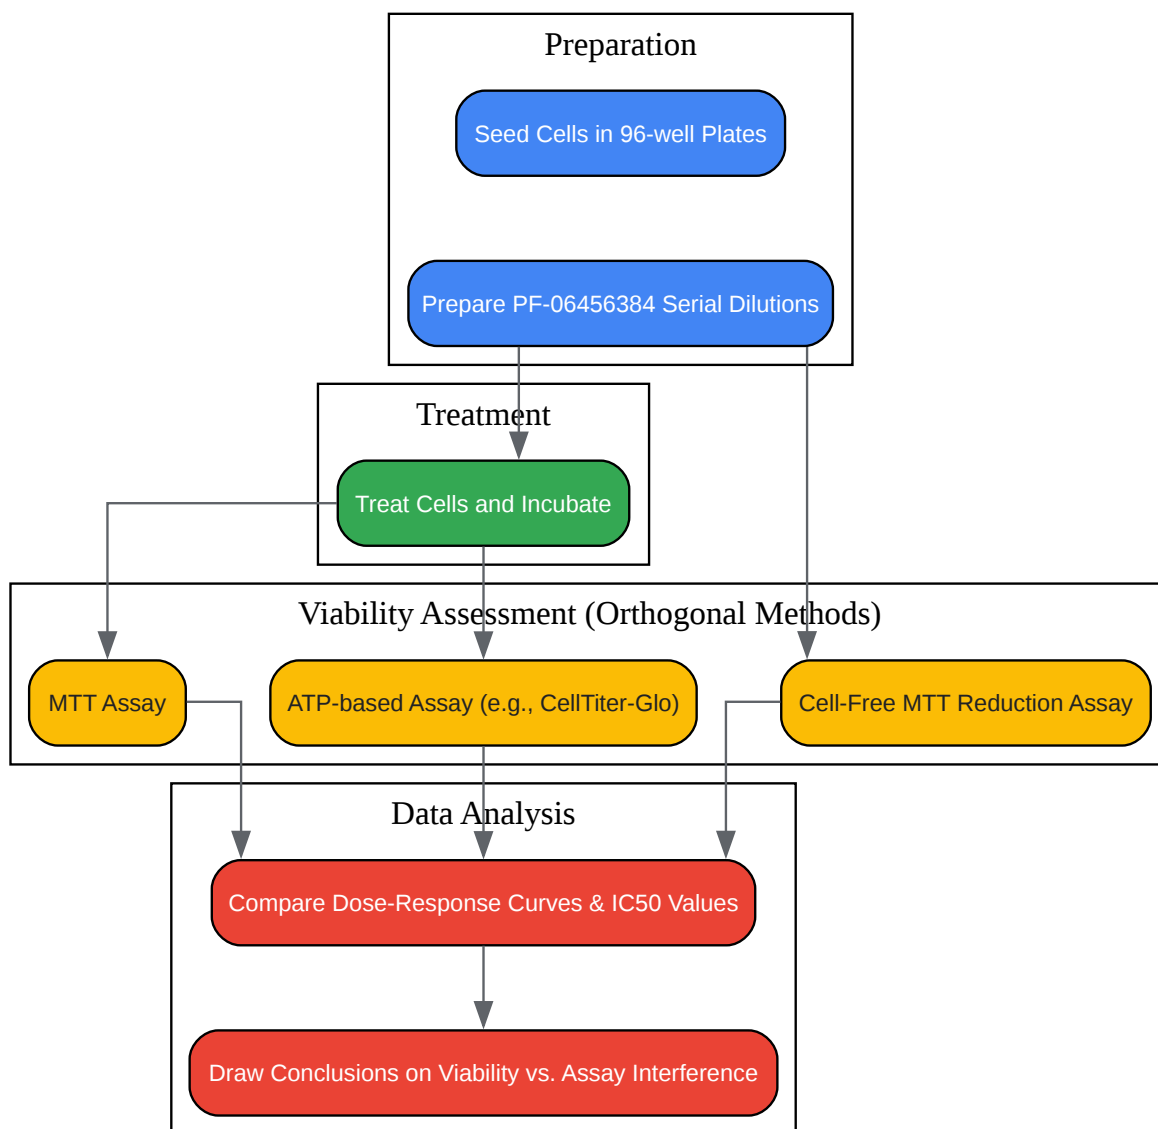 Preparation
Seed Cells in 96-well Plates
Prepare PF-06456384 Serial Dilutions
Treatment
Treat Cells and Incubate
Viability Assessment (Orthogonal Methods)
MTT Assay
ATP-based Assay (e.g., CellTiter-Glo)
Cell-Free MTT Reduction Assay
Data Analysis
Compare Dose-Response Curves & IC50 Values
Draw Conclusions on Viability vs. Assay Interference